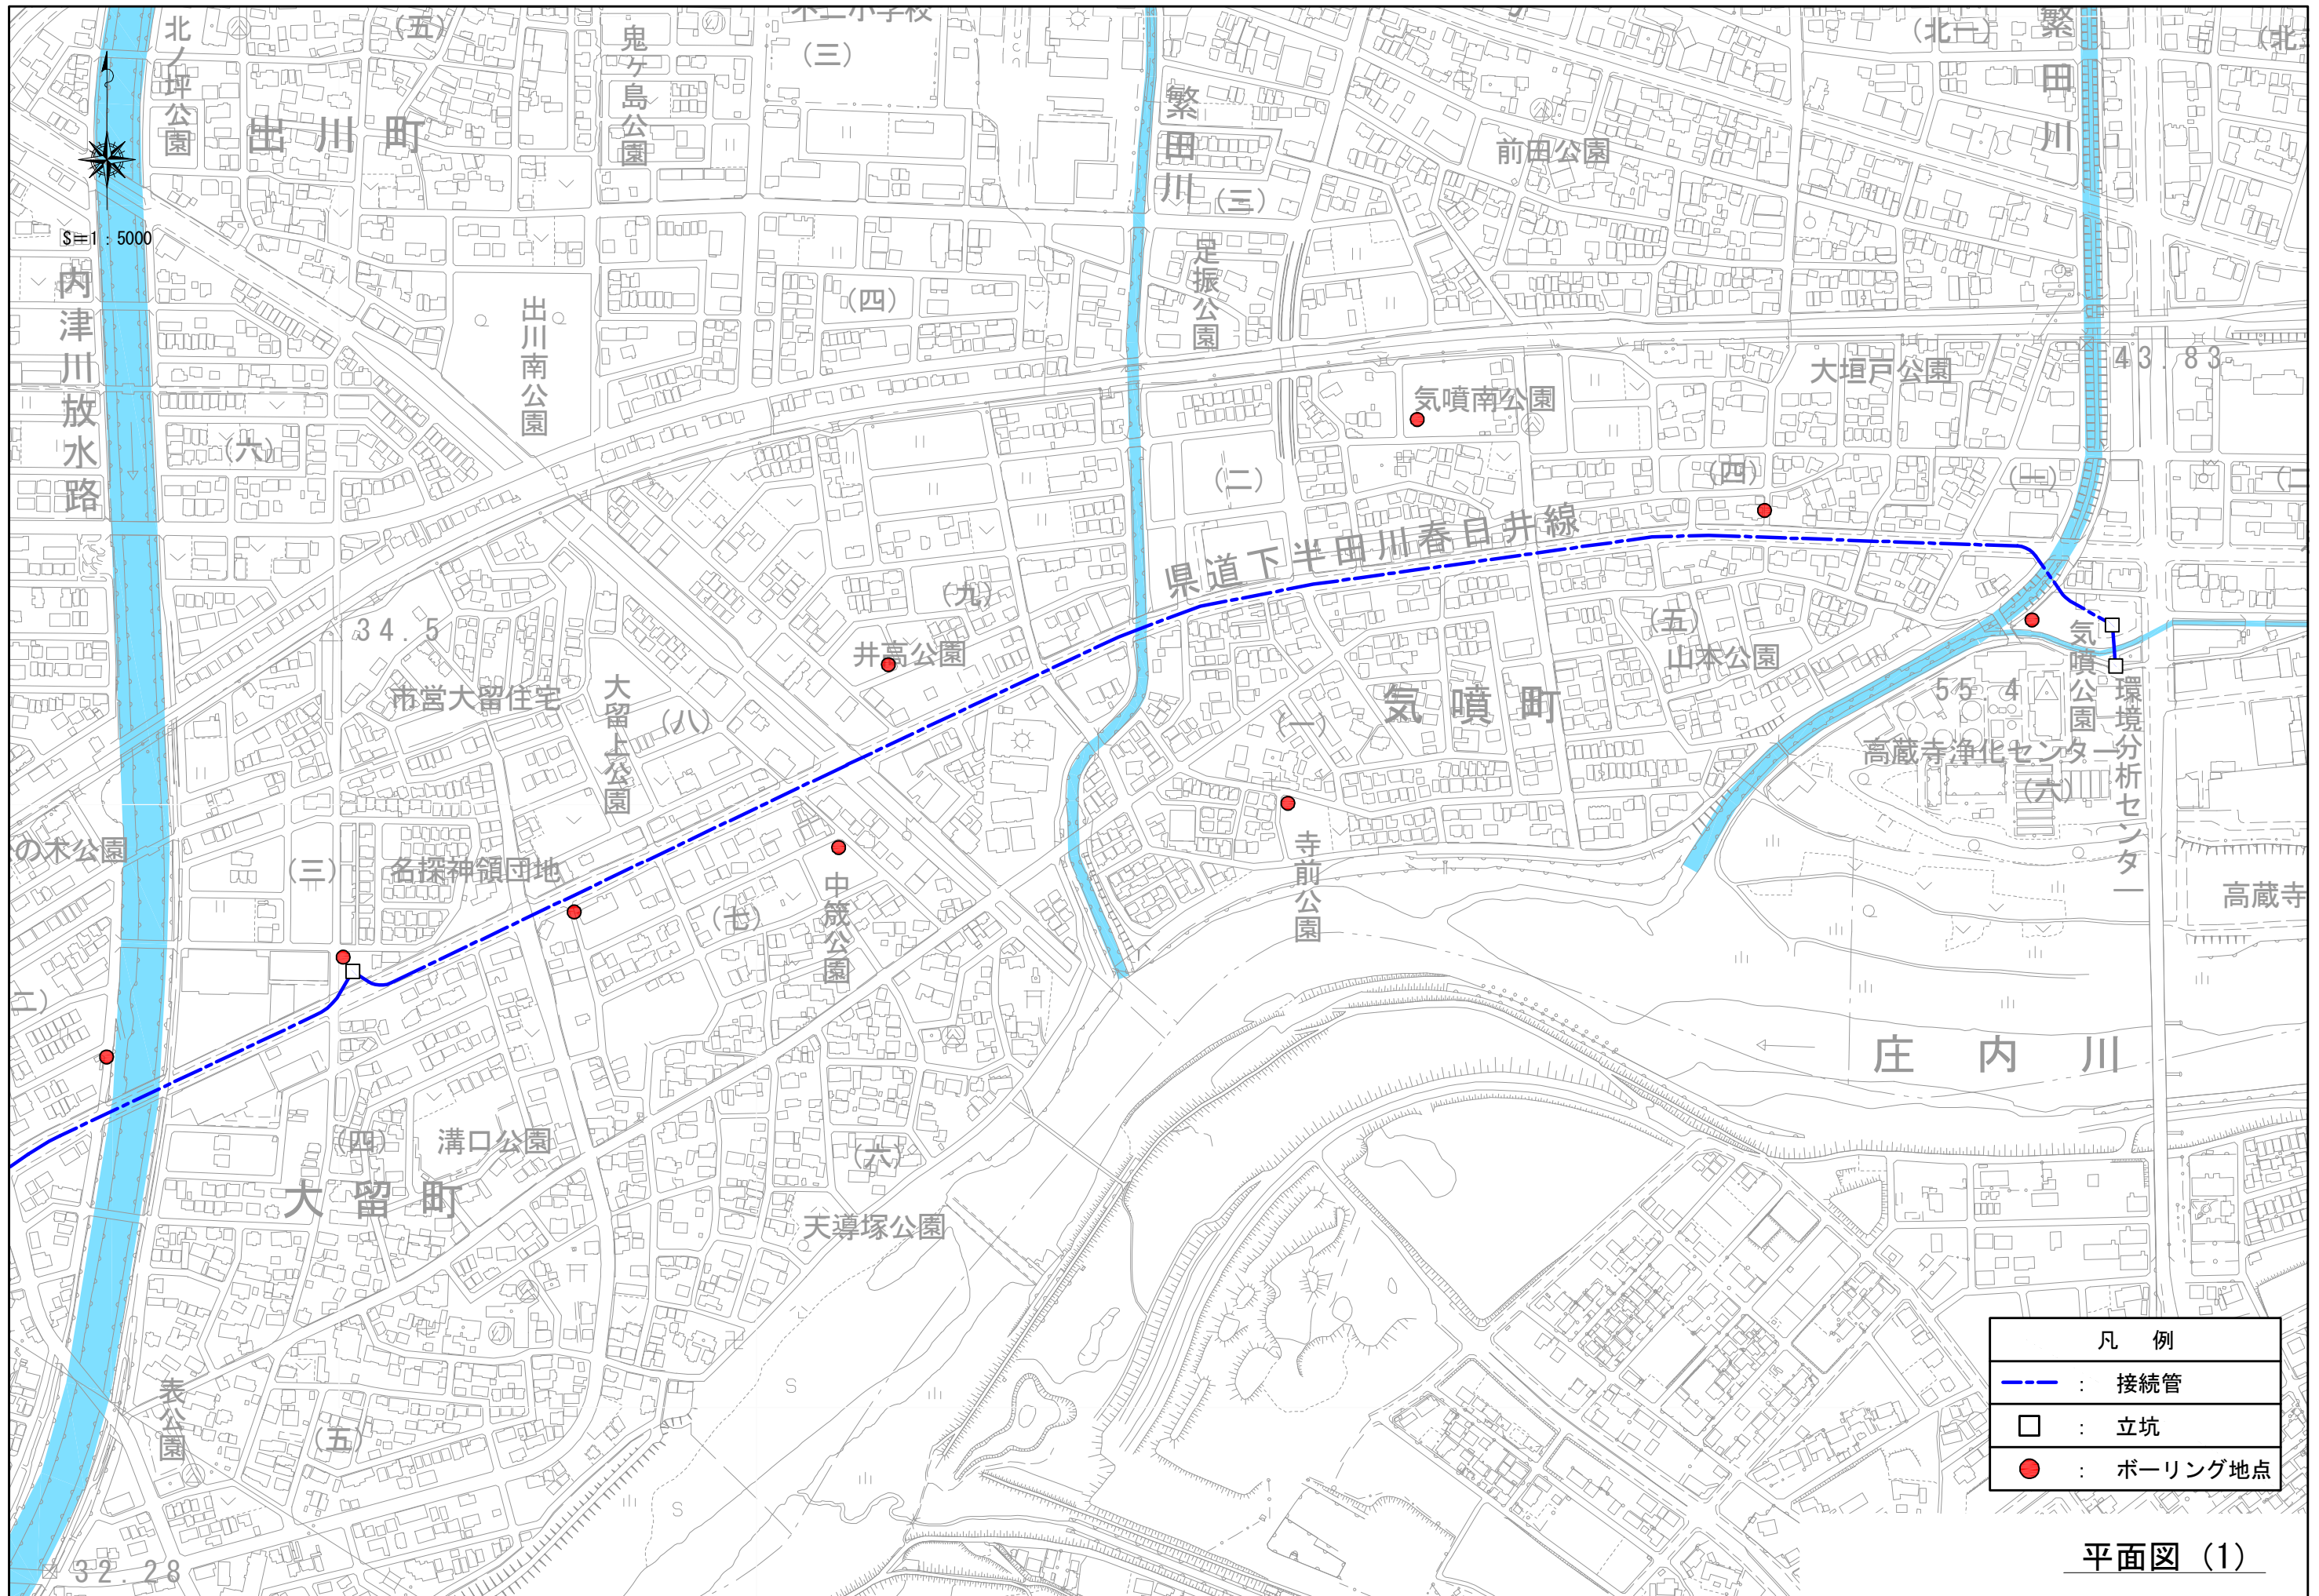 北ノ坪公園
(五)
鬼ヶ島公園
(三)
繁田川
(北一)
繁田川
出川町
前田公園
(三)
S=1:5000
足振公園
内津川放水路
出川南公園
(四)
43.83
大垣戸公園
気噴南公園
(六)
(二)
(四)
(一)
県道下半田川春日井線
(九)
34.5
井高公園
(五)
山本公園
気噴公園
市営大留住宅
大留上公園
(八)
気噴町
(一)
55.4
環境分析センター
高蔵寺浄化センター
(六)
の木公園
(三)
名探神領団地
寺前公園
中筬公園
(七)
高蔵寺
庄内川
(四)
溝口公園
(六)
大留町
天導塚公園
表公園
(五)
32.28
凡例
: 接続管
: 立坑
: ボーリング地点
平面図 (1)